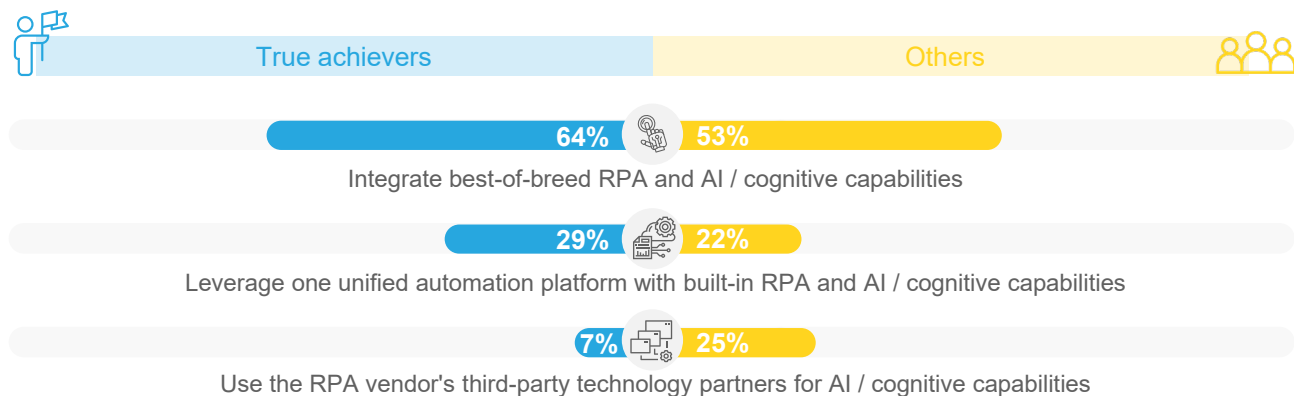 True achievers Others
64% 53%
Integrate best-of-breed RPA and AI / cognitive capabilities
29% 22%
Leverage one unified automation platform with built-in RPA and AI / cognitive capabilities
7% 25%
Use the RPA vendor's third-party technology partners for AI / cognitive capabilities